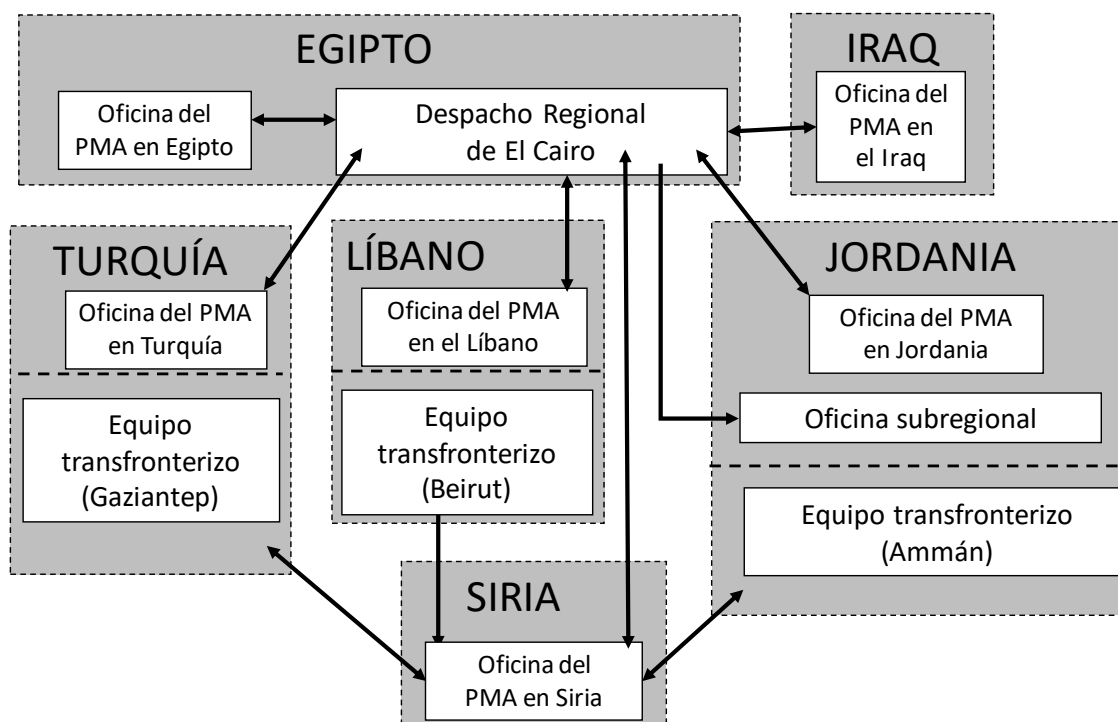 EGIPTO
Oficina del
PMA en Egipto
Despacho Regional
de El Cairo
IRAQ
Oficina del
PMA en
el Iraq
TURQUÍA
Oficina del PMA
en Turquía
Equipo
transfronterizo
(Gaziantep)
LÍBANO
Oficina del PMA
en el Líbano
Equipo
transfronterizo
(Beirut)
JORDANIA
Oficina del PMA
en Jordania
Oficina subregional
Equipo transfronterizo
(Ammán)
SIRIA
Oficina del
PMA en Siria